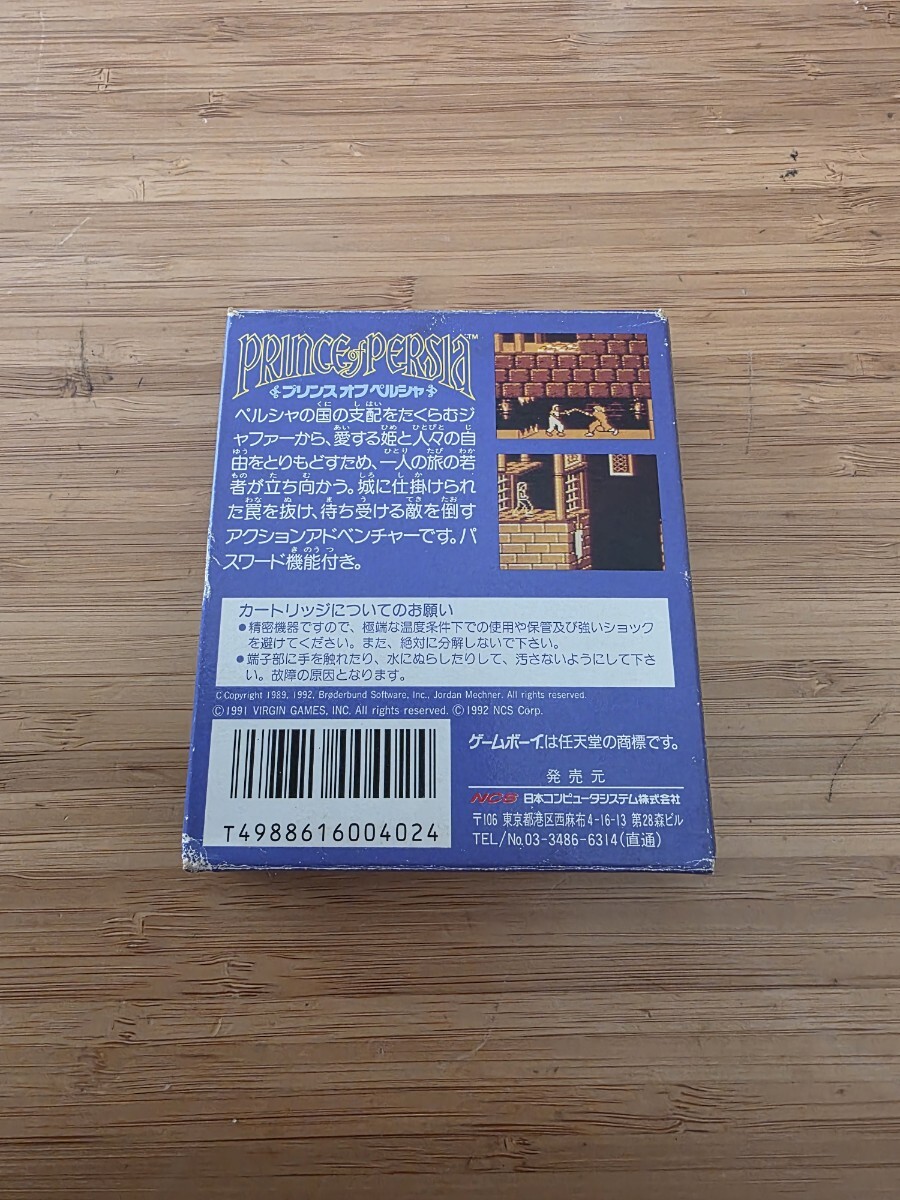 PRINCE of PERSIA™
プリンス オブ ペルシャ
ペルシャの国の支配をたくらむジ
ャファーから、愛する姫と人々の自
由をとりもどすため、一人の旅の若
者が立ち向かう。城に仕掛けられ
た罠を抜け、待ち受ける敵を倒す
アクションアドベンチャーです。パ
スワード機能付き。
カートリッジについてのお願い
●精密機器ですので、極端な温度条件下での使用や保管及び強いショック
を避けてください。また、絶対に分解しないで下さい。
●端子部に手を触れたり、水にぬらしたりして、汚さないようにして下さ
い。故障の原因となります。
© Copyright 1989, 1992, Brøderbund Software, Inc., Jordan Mechner. All rights reserved.
©1991 VIRGIN GAMES, INC. All rights reserved. ©1992 NCS Corp.
ゲームボーイは任天堂の商標です。
発売元
NCS 日本コンピュータシステム株式会社
〒106 東京都港区西麻布4-16-13 第28森ビル
TEL/No.03-3486-6314(直通)
T4988616004024